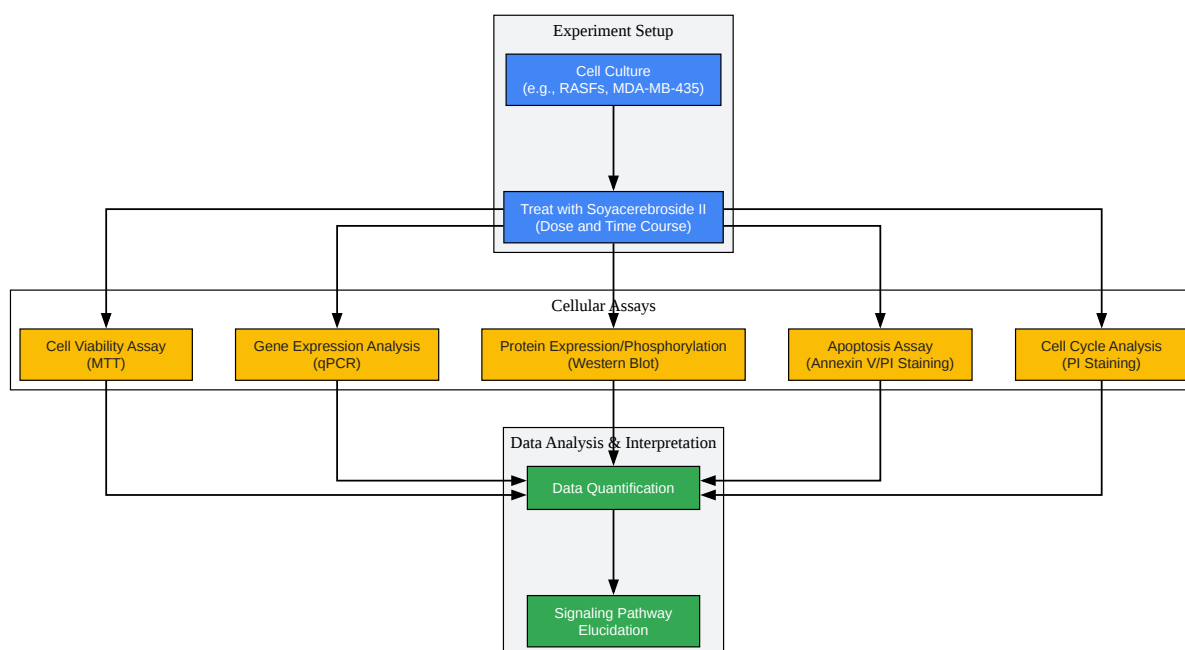 Experiment Setup
Cell Culture
(e.g., RASFs, MDA-MB-435)
Treat with Soyacerebroside II
(Dose and Time Course)
Cellular Assays
Cell Viability Assay
(MTT)
Gene Expression Analysis
(qPCR)
Protein Expression/Phosphorylation
(Western Blot)
Apoptosis Assay
(Annexin V/PI Staining)
Cell Cycle Analysis
(PI Staining)
Data Analysis & Interpretation
Data Quantification
Signaling Pathway
Elucidation